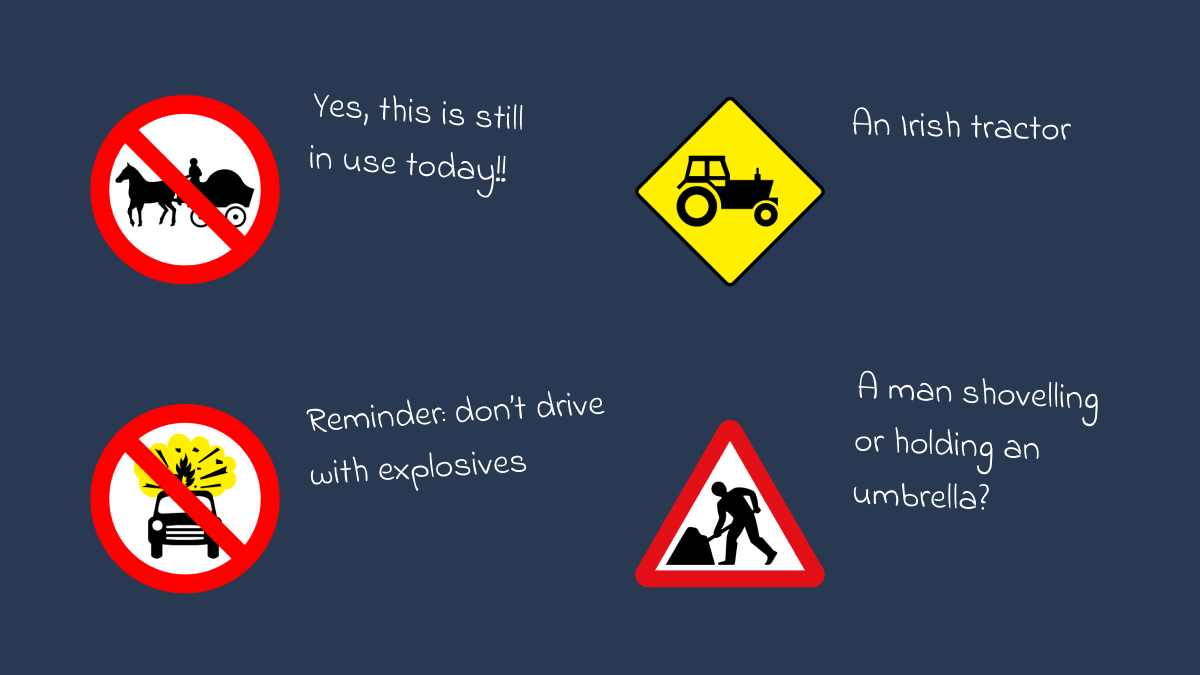 Yes, this is still
in use today!!
An Irish tractor
Reminder: don't drive
with explosives
A man shovelling
or holding an
umbrella?